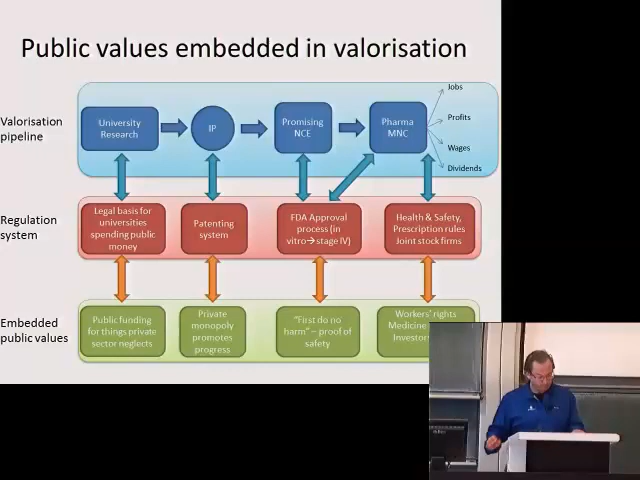 Public values embedded in valorisation
Valorisation
pipeline
University
Research
IP
Promising
NCE
Pharma
MNC
Jobs
Profits
Wages
Dividends
Regulation
system
Legal basis for
universities
spending public
money
Patenting
system
FDA Approval
process (in
vitro→stage IV)
Health & Safety,
Prescription rules
Joint stock firms
Embedded
public values
Public funding
for things private
sector neglects
Private
monopoly
promotes
progress
"First do no
harm" – proof of
safety
Workers' rights
Medicine
Investors